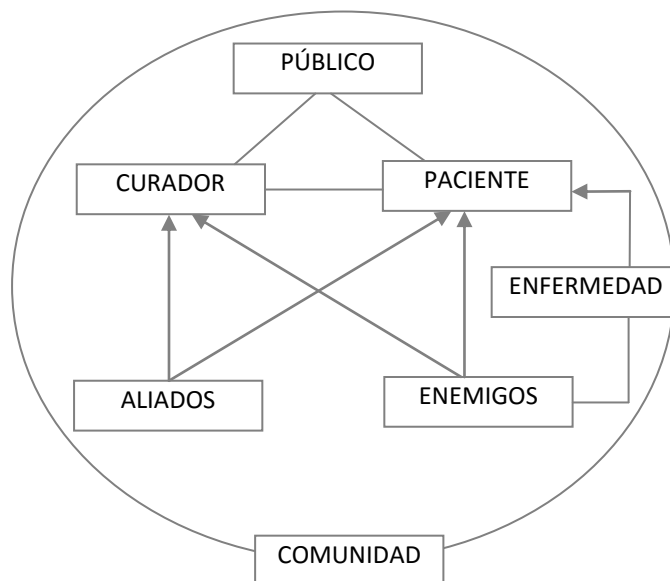 PÚBLICO
CURADOR
PACIENTE
ENFERMEDAD
ALIADOS
ENEMIGOS
COMUNIDAD